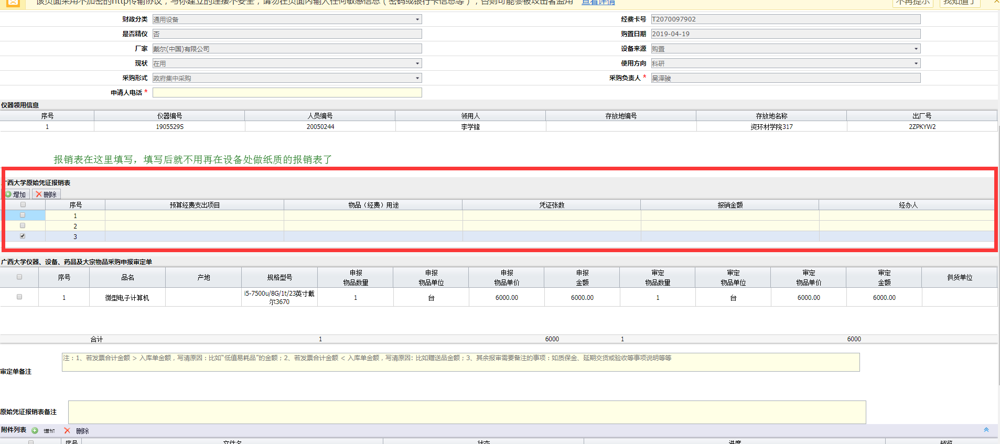 该页面采用不加密的http传输协议，与你建立的连接不安全，请勿在页面内输入任何敏感信息（密码或银行卡信息等），否则可能会被攻击者盗用 查看详情 不再提示 我知道了
财政分类 通用设备 经费卡号 T2070097902
是否精仪 否 购置日期 2019-04-19
厂家 戴尔(中国)有限公司 设备来源 购置
现状 在用 使用方向 科研
采购形式 政府集中采购 采购负责人 * 吴泽骏
申请人电话 *
仪器领用信息
序号 仪器编号 人员编号 领用人 存放地编号 存放地名称 出厂号
1 1905529S 20050244 李学锋 资环材学院317 2ZPKYW2
报销表在这里填写，填写后就不用再在设备处做纸质的报销表了
广西大学原始凭证报销表
增加 删除
序号 预算经费支出项目 物品（经费）用途 凭证张数 报销金额 经办人
1
2
3
广西大学仪器、设备、药品及大宗物品采购申报审定单
序号 品名 产地 规格型号 申报物品数量 申报物品单位 申报物品单价 申报金额 审定物品数量 审定物品单位 审定物品单价 审定金额 供货单位
1 微型电子计算机 i5-7500u/8G/1t/23英寸戴尔3670 1 台 6000.00 6000.00 1 台 6000.00 6000.00
合计 1 6000 1 6000
审定单备注 注：1、若发票合计金额 > 入库单金额，写清原因：比如“低值易耗品”的金额；2、若发票合计金额 < 入库单金额，写清原因: 比如赠送品金额；3、其余报审需要备注的事项：如质保金、延期交货或验收等事项说明等等
原始凭证报销表备注
附件列表 增加 删除
序号 文件名 状态 进度 预览